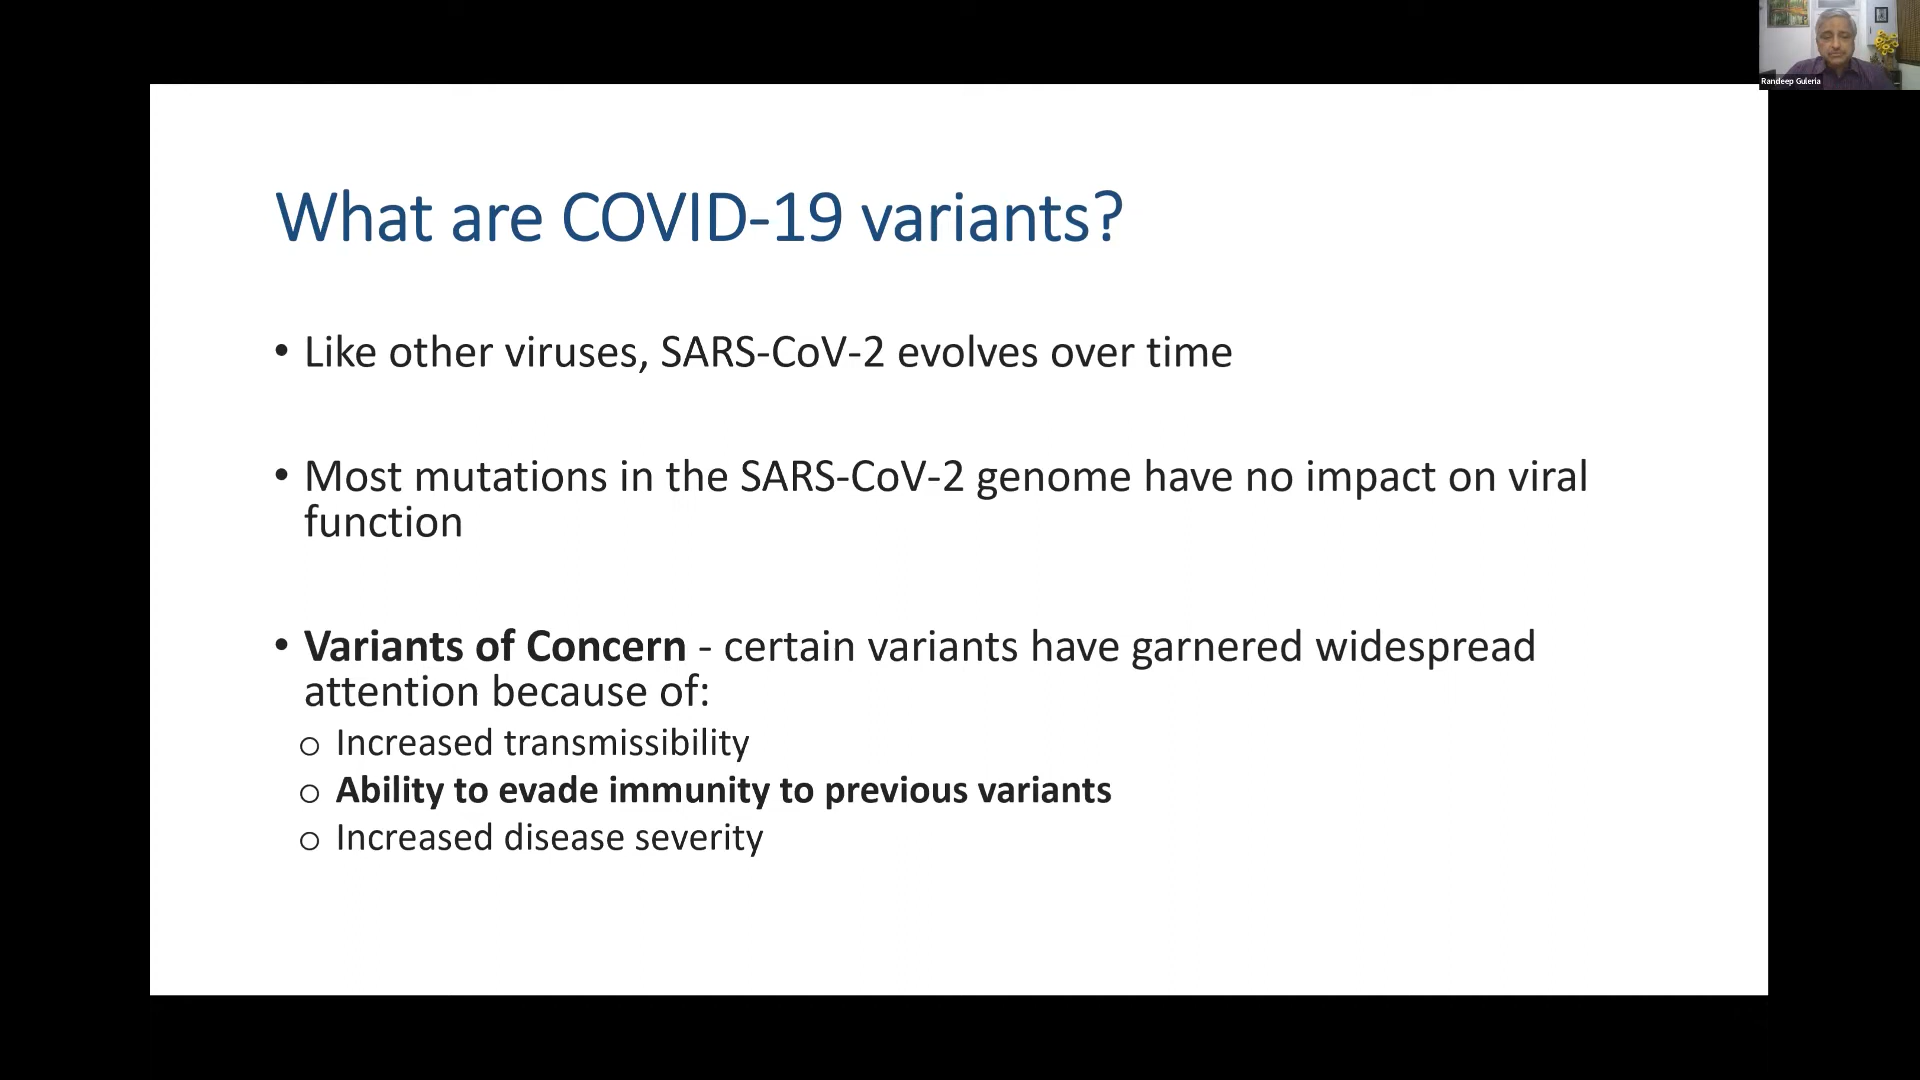 Randeep Guleria
What are COVID-19 variants?
• Like other viruses, SARS-CoV-2 evolves over time
• Most mutations in the SARS-CoV-2 genome have no impact on viral
function
• Variants of Concern - certain variants have garnered widespread
attention because of:
o Increased transmissibility
o Ability to evade immunity to previous variants
o Increased disease severity